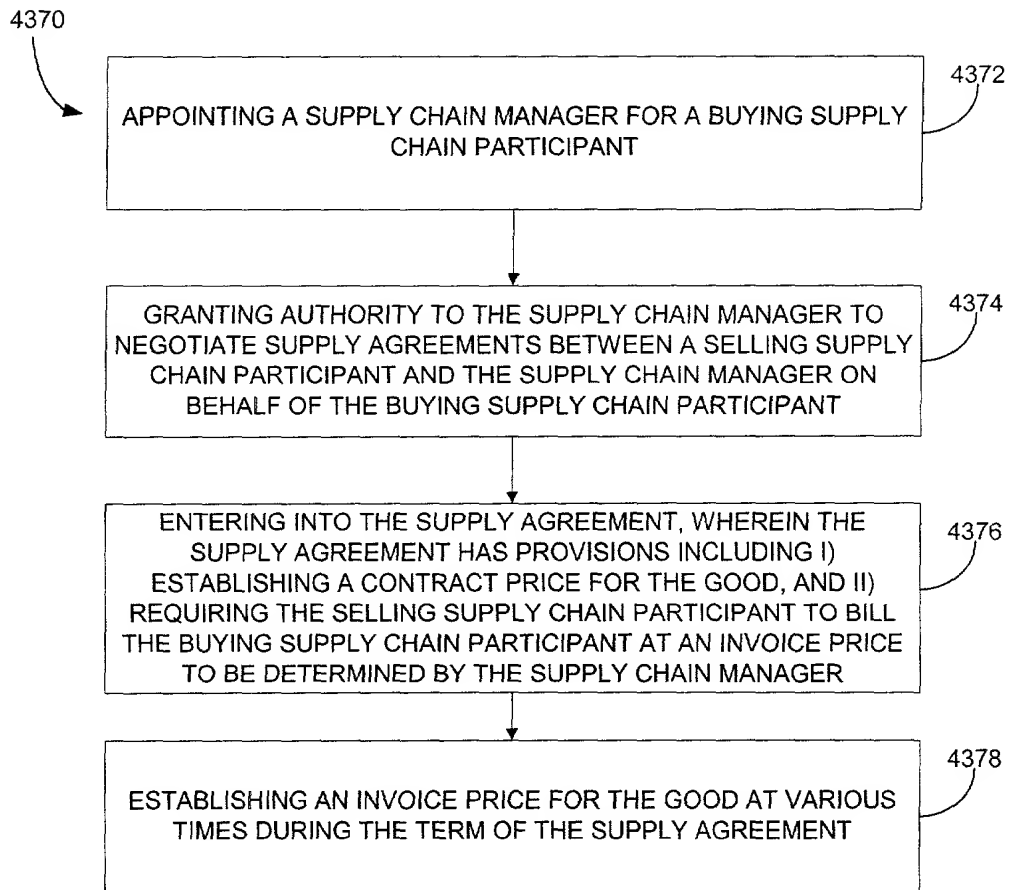 4370
4372
APPOINTING A SUPPLY CHAIN MANAGER FOR A BUYING SUPPLY
CHAIN PARTICIPANT
4374
GRANTING AUTHORITY TO THE SUPPLY CHAIN MANAGER TO
NEGOTIATE SUPPLY AGREEMENTS BETWEEN A SELLING SUPPLY
CHAIN PARTICIPANT AND THE SUPPLY CHAIN MANAGER ON
BEHALF OF THE BUYING SUPPLY CHAIN PARTICIPANT
4376
ENTERING INTO THE SUPPLY AGREEMENT, WHEREIN THE
SUPPLY AGREEMENT HAS PROVISIONS INCLUDING I)
ESTABLISHING A CONTRACT PRICE FOR THE GOOD, AND II)
REQUIRING THE SELLING SUPPLY CHAIN PARTICIPANT TO BILL
THE BUYING SUPPLY CHAIN PARTICIPANT AT AN INVOICE PRICE
TO BE DETERMINED BY THE SUPPLY CHAIN MANAGER
4378
ESTABLISHING AN INVOICE PRICE FOR THE GOOD AT VARIOUS
TIMES DURING THE TERM OF THE SUPPLY AGREEMENT